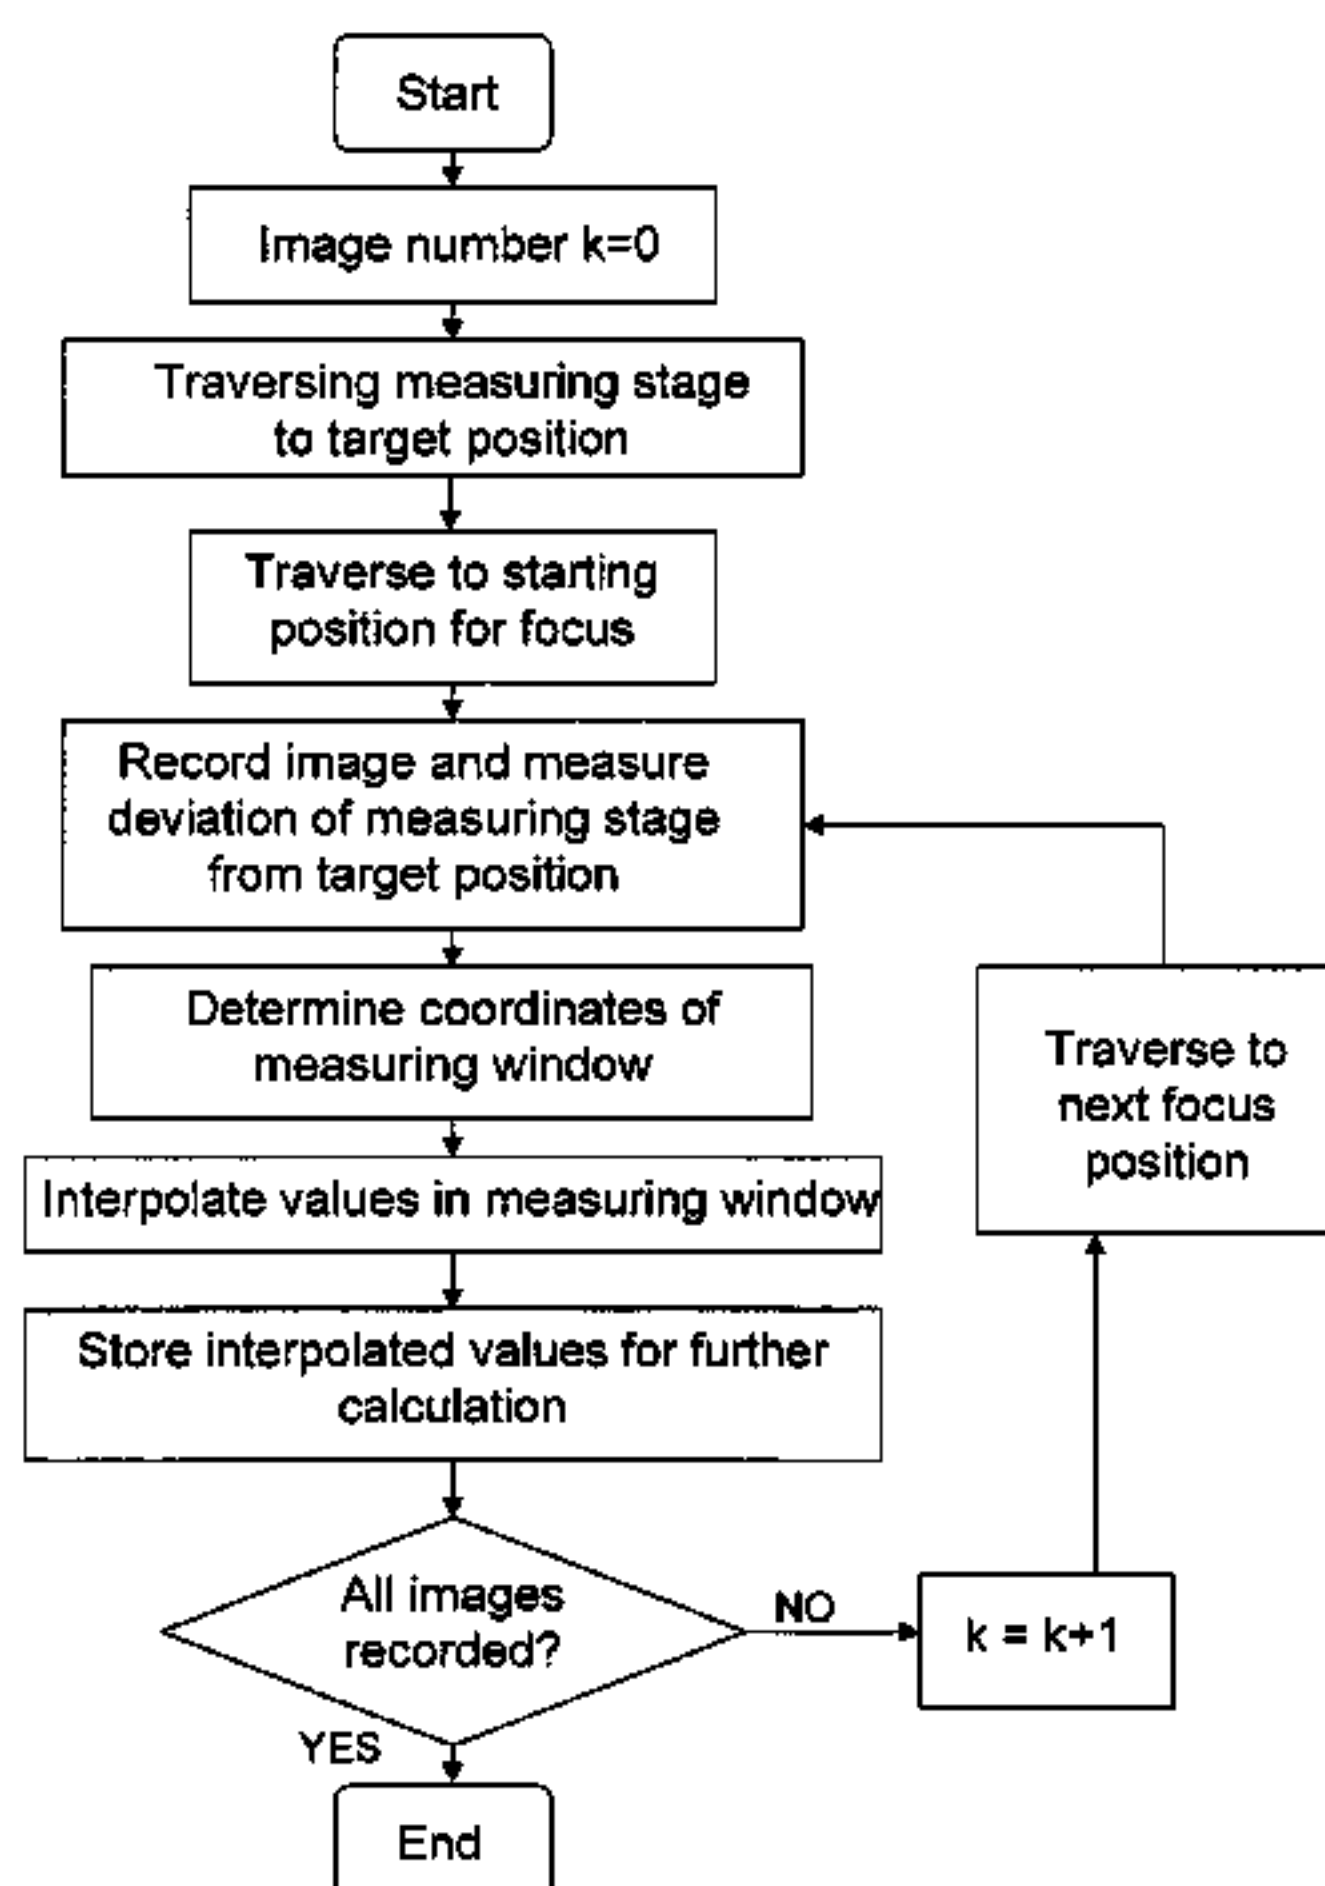 Start
Image number k=0
Traversing measuring stage
to target position
Traverse to starting
position for focus
Record image and measure
deviation of measuring stage
from target position
Determine coordinates of
measuring window
Traverse to
next focus
position
Interpolate values in measuring window
Store interpolated values for further
calculation
All images
recorded?
NO
k = k+1
YES
End